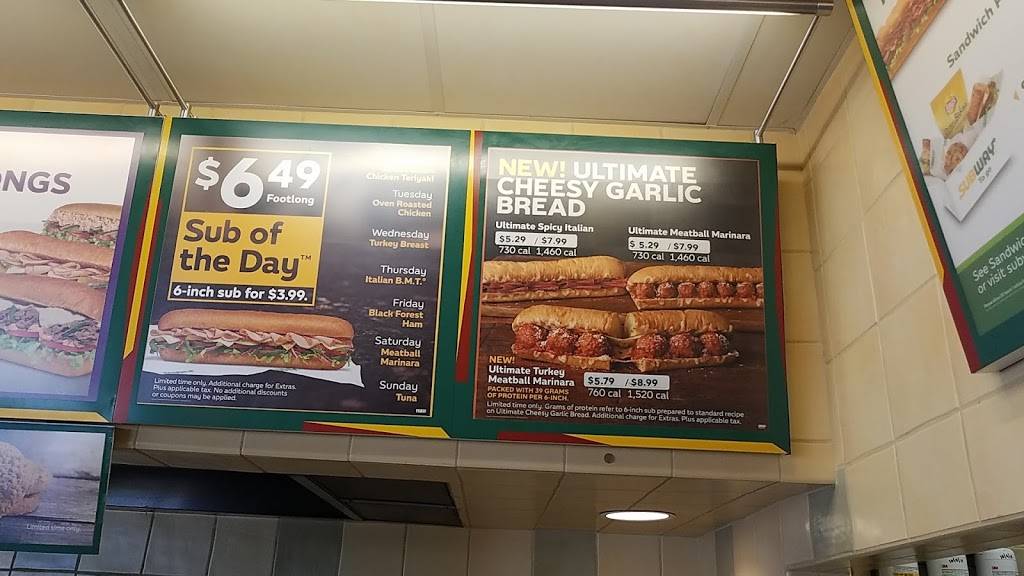 ONGS
$6 49
Footlong
Sub of
the Day™
6-inch sub for $3.99.
Chicken Teriyaki
Tuesday
Oven Roasted
Chicken
Wednesday
Turkey Breast
Thursday
Italian B.M.T.®
Friday
Black Forest
Ham
Saturday
Meatball
Marinara
Sunday
Tuna
Limited time only. Additional charge for Extras.
Plus applicable tax. No additional discounts
or coupons may be applied.
NEW! ULTIMATE
CHEESY GARLIC
BREAD
Ultimate Spicy Italian
$5.29 / $7.99
730 cal 1,460 cal
Ultimate Meatball Marinara
$5.29 / $7.99
730 cal 1,460 cal
NEW!
Ultimate Turkey
Meatball Marinara
PACKED WITH 39 GRAMS
OF PROTEIN PER 6-INCH.
$5.79 / $8.99
760 cal 1,520 cal
Limited time only. Grams of protein refer to 6-inch sub prepared to standard recipe
on Ultimate Cheesy Garlic Bread. Additional charge for Extras. Plus applicable tax.
Limited time only.
Sandwich P
SUBWAY
to go
See Sandwic
or visit sub